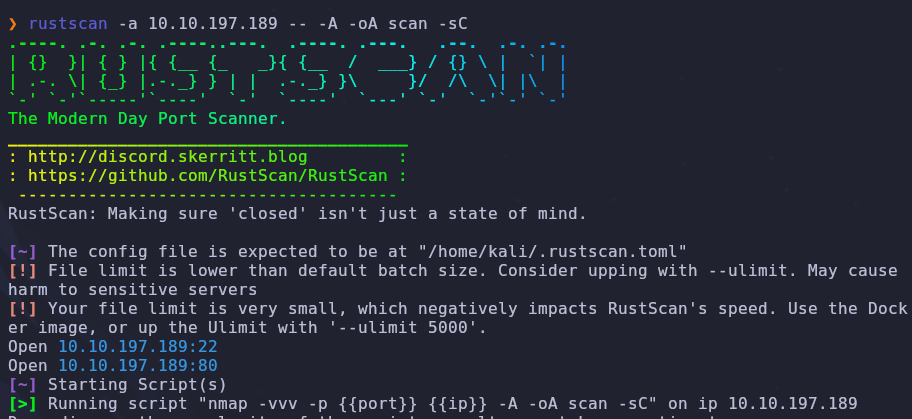 ❯ rustscan -a 10.10.197.189 -- -A -oA scan -sC
.----. .-. .-. .----..---.  .----. .---.   .--.  .-. .-.
| {}  }| { } |{ {__ {_   _}{ {__  /  ___} / {} \ |  `| |
| .-. \| {_} |.-._} } | |  .-._} }\     }/  /\  \| |\  |
`-' `-'`-----'`----'  `-'  `----'  `---' `-'  `-'`-' `-'
The Modern Day Port Scanner.
________________________________________
: http://discord.skerritt.blog         :
: https://github.com/RustScan/RustScan :
 --------------------------------------
RustScan: Making sure 'closed' isn't just a state of mind.
[~] The config file is expected to be at "/home/kali/.rustscan.toml"
[!] File limit is lower than default batch size. Consider upping with --ulimit. May cause
harm to sensitive servers
[!] Your file limit is very small, which negatively impacts RustScan's speed. Use the Dock
er image, or up the Ulimit with '--ulimit 5000'.
Open 10.10.197.189:22
Open 10.10.197.189:80
[~] Starting Script(s)
[>] Running script "nmap -vvv -p {{port}} {{ip}} -A -oA scan -sC" on ip 10.10.197.189